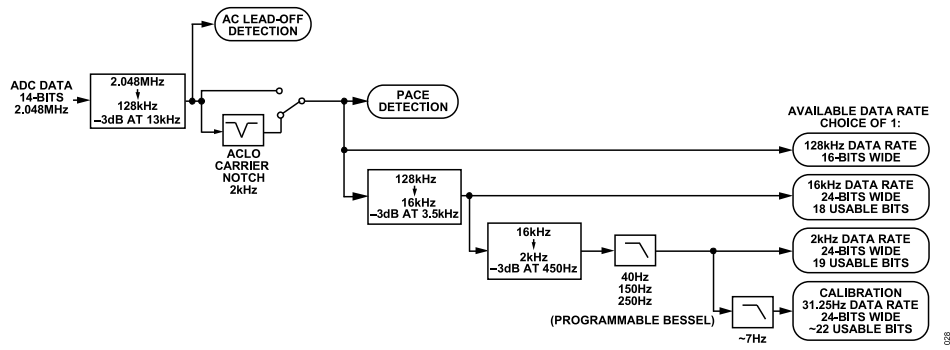 AC LEAD-OFF
DETECTION
ADC DATA
14-BITS
2.048MHz
2.048MHz
128kHz
–3dB AT 13kHz
ACLO
CARRIER
NOTCH
2kHz
PACE
DETECTION
AVAILABLE DATA RATE
CHOICE OF 1:
128kHz DATA RATE
16-BITS WIDE
128kHz
16kHz
–3dB AT 3.5kHz
16kHz DATA RATE
24-BITS WIDE
18 USABLE BITS
16kHz
2kHz
–3dB AT 450Hz
40Hz
150Hz
250Hz
(PROGRAMMABLE BESSEL)
2kHz DATA RATE
24-BITS WIDE
19 USABLE BITS
~7Hz
CALIBRATION
31.25Hz DATA RATE
24-BITS WIDE
~22 USABLE BITS
028